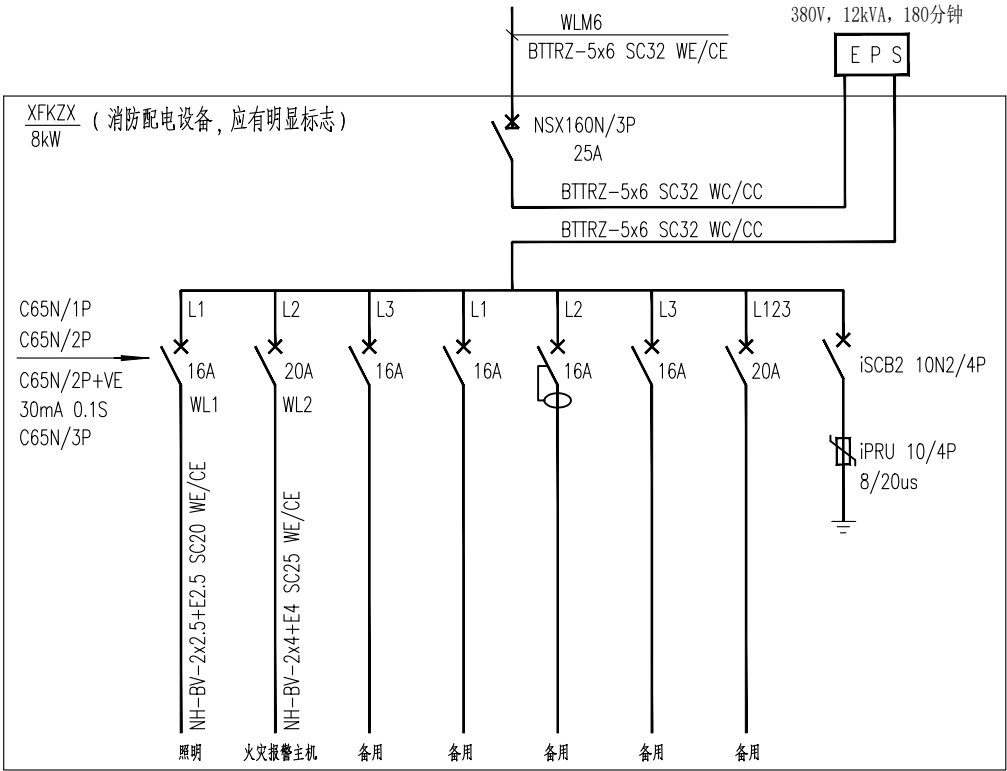 380V, 12kVA, 180分钟
WLM6
BTTRZ-5x6 SC32 WE/CE
EPS
XFKZX
8kW
(消防配电设备,应有明显标志)
NSX160N/3P
25A
BTTRZ-5x6 SC32 WC/CC
BTTRZ-5x6 SC32 WC/CC
C65N/1P
C65N/2P
C65N/2P+VE
30mA 0.1S
C65N/3P
L1
L2
L3
L1
L2
L3
L123
16A
20A
16A
16A
16A
16A
20A
iSCB2 10N2/4P
WL1
WL2
iPRU 10/4P
8/20us
NH-BV-2x2.5+E2.5 SC20 WE/CE
NH-BV-2x4+E4 SC25 WE/CE
照明
火灾报警主机
备用
备用
备用
备用
备用